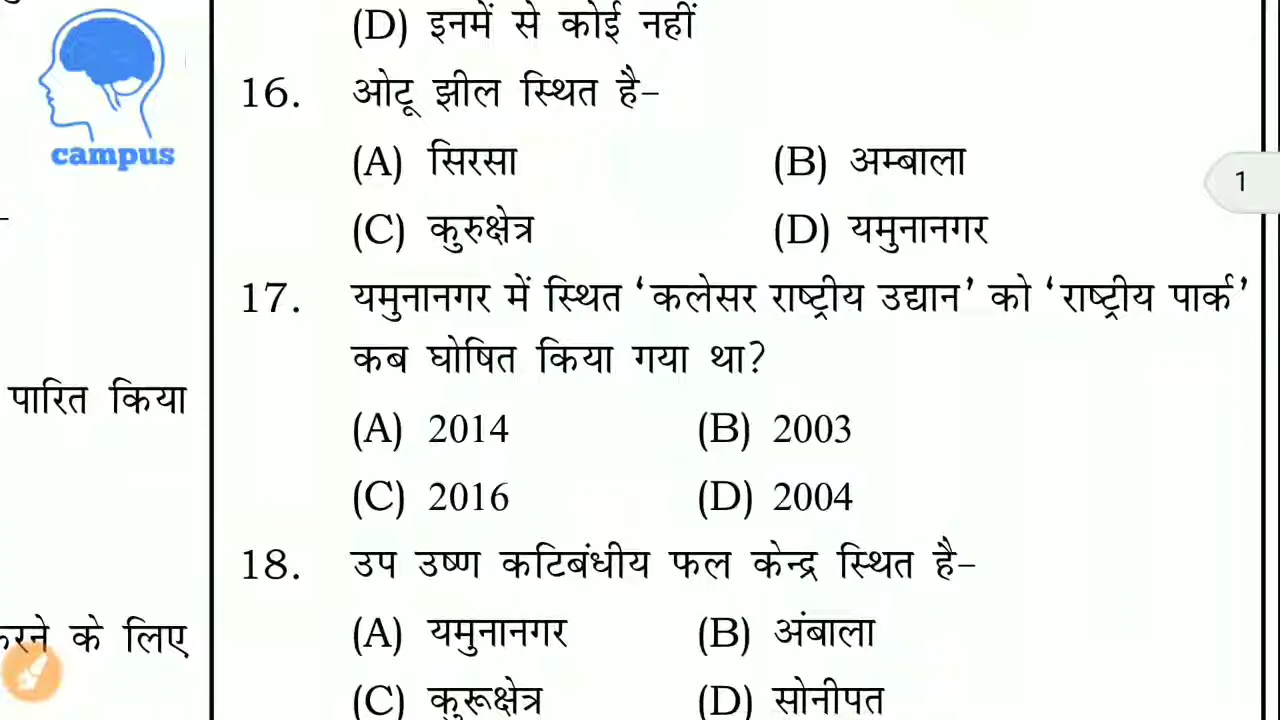 campus
पारित किया
करने के लिए
(D) इनमें से कोई नहीं
16. ओटू झील स्थित है-
(A) सिरसा (B) अम्बाला
(C) कुरुक्षेत्र (D) यमुनानगर
17. यमुनानगर में स्थित ‘कलेसर राष्ट्रीय उद्यान’ को ‘राष्ट्रीय पार्क’
कब घोषित किया गया था?
(A) 2014 (B) 2003
(C) 2016 (D) 2004
18. उप उष्ण कटिबंधीय फल केन्द्र स्थित है-
(A) यमुनानगर (B) अंबाला
(C) कुरूक्षेत्र (D) सोनीपत
1